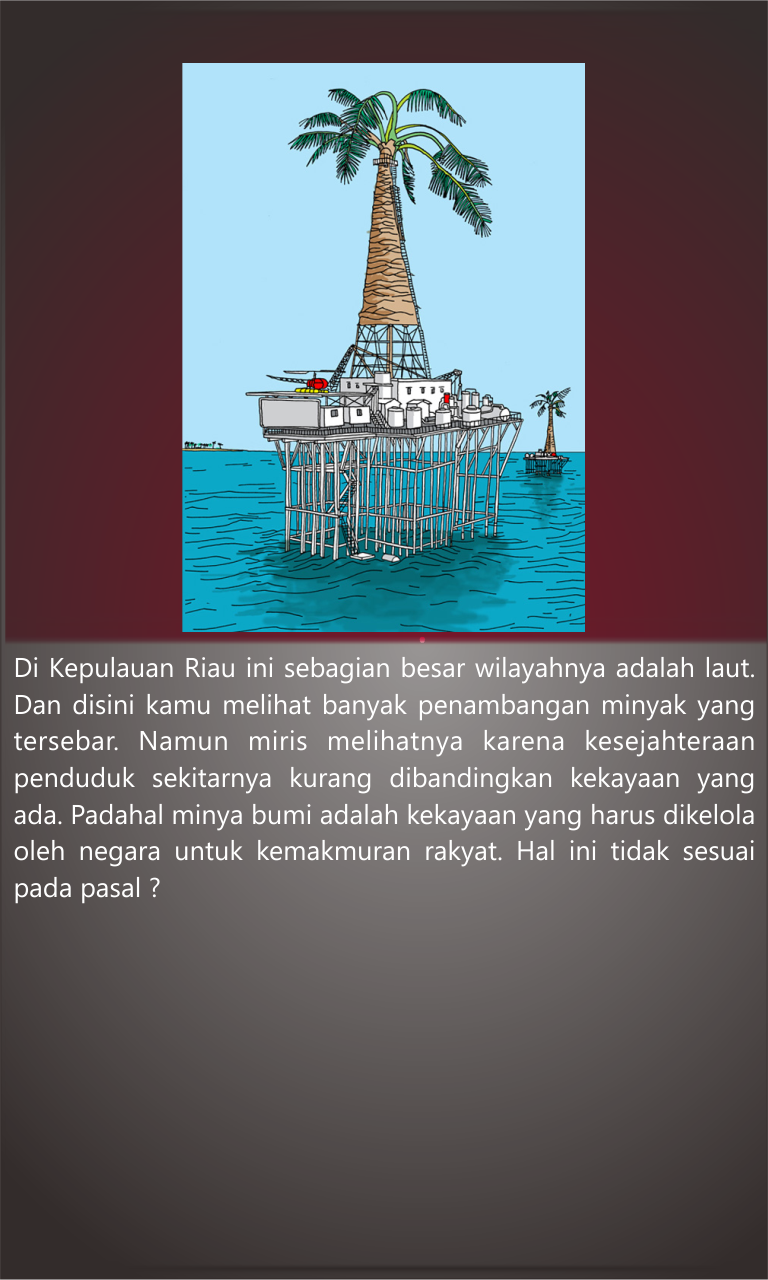 Di Kepulauan Riau ini sebagian besar wilayahnya adalah laut.
Dan disini kamu melihat banyak penambangan minyak yang
tersebar. Namun miris melihatnya karena kesejahteraan
penduduk sekitarnya kurang dibandingkan kekayaan yang
ada. Padahal minya bumi adalah kekayaan yang harus dikelola
oleh negara untuk kemakmuran rakyat. Hal ini tidak sesuai
pada pasal ?